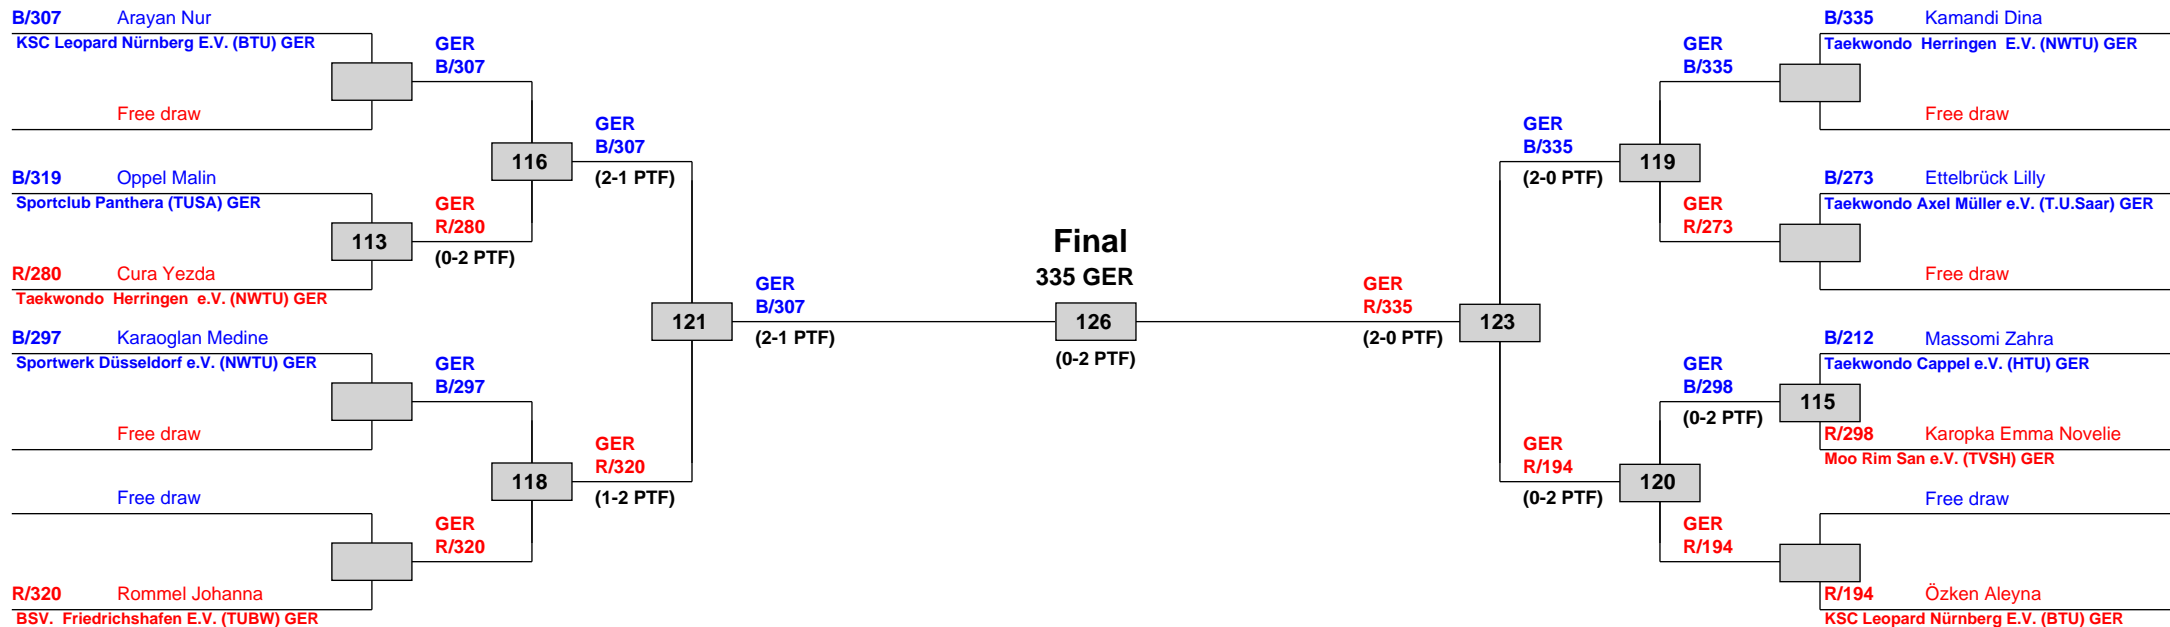 B/307 Arayan Nur
KSC Leopard Nürnberg E.V. (BTU) GER
Free draw
B/319 Oppel Malin
Sportclub Panthera (TUSA) GER
113
R/280 Cura Yezda
Taekwondo Herringen e.V. (NWTU) GER
B/297 Karaoglan Medine
Sportwerk Düsseldorf e.V. (NWTU) GER
Free draw
Free draw
R/320 Rommel Johanna
BSV. Friedrichshafen E.V. (TUBW) GER
GER
B/307
116
GER
R/280
(0-2 PTF)
GER
B/297
118
GER
R/320
GER
B/307
(2-1 PTF)
121
GER
R/320
(1-2 PTF)
GER
B/307
(2-1 PTF)
Final
335 GER
126
(0-2 PTF)
GER
R/335
(2-0 PTF)
123
GER
B/335
(2-0 PTF)
119
GER
R/194
(0-2 PTF)
120
GER
B/335
GER
R/273
GER
B/298
(0-2 PTF)
115
GER
R/194
B/335 Kamandi Dina
Taekwondo Herringen E.V. (NWTU) GER
Free draw
B/273 Ettelbrück Lilly
Taekwondo Axel Müller e.V. (T.U.Saar) GER
Free draw
B/212 Massomi Zahra
Taekwondo Cappel e.V. (HTU) GER
R/298 Karopka Emma Novelie
Moo Rim San e.V. (TVSH) GER
Free draw
R/194 Özken Aleyna
KSC Leopard Nürnberg E.V. (BTU) GER